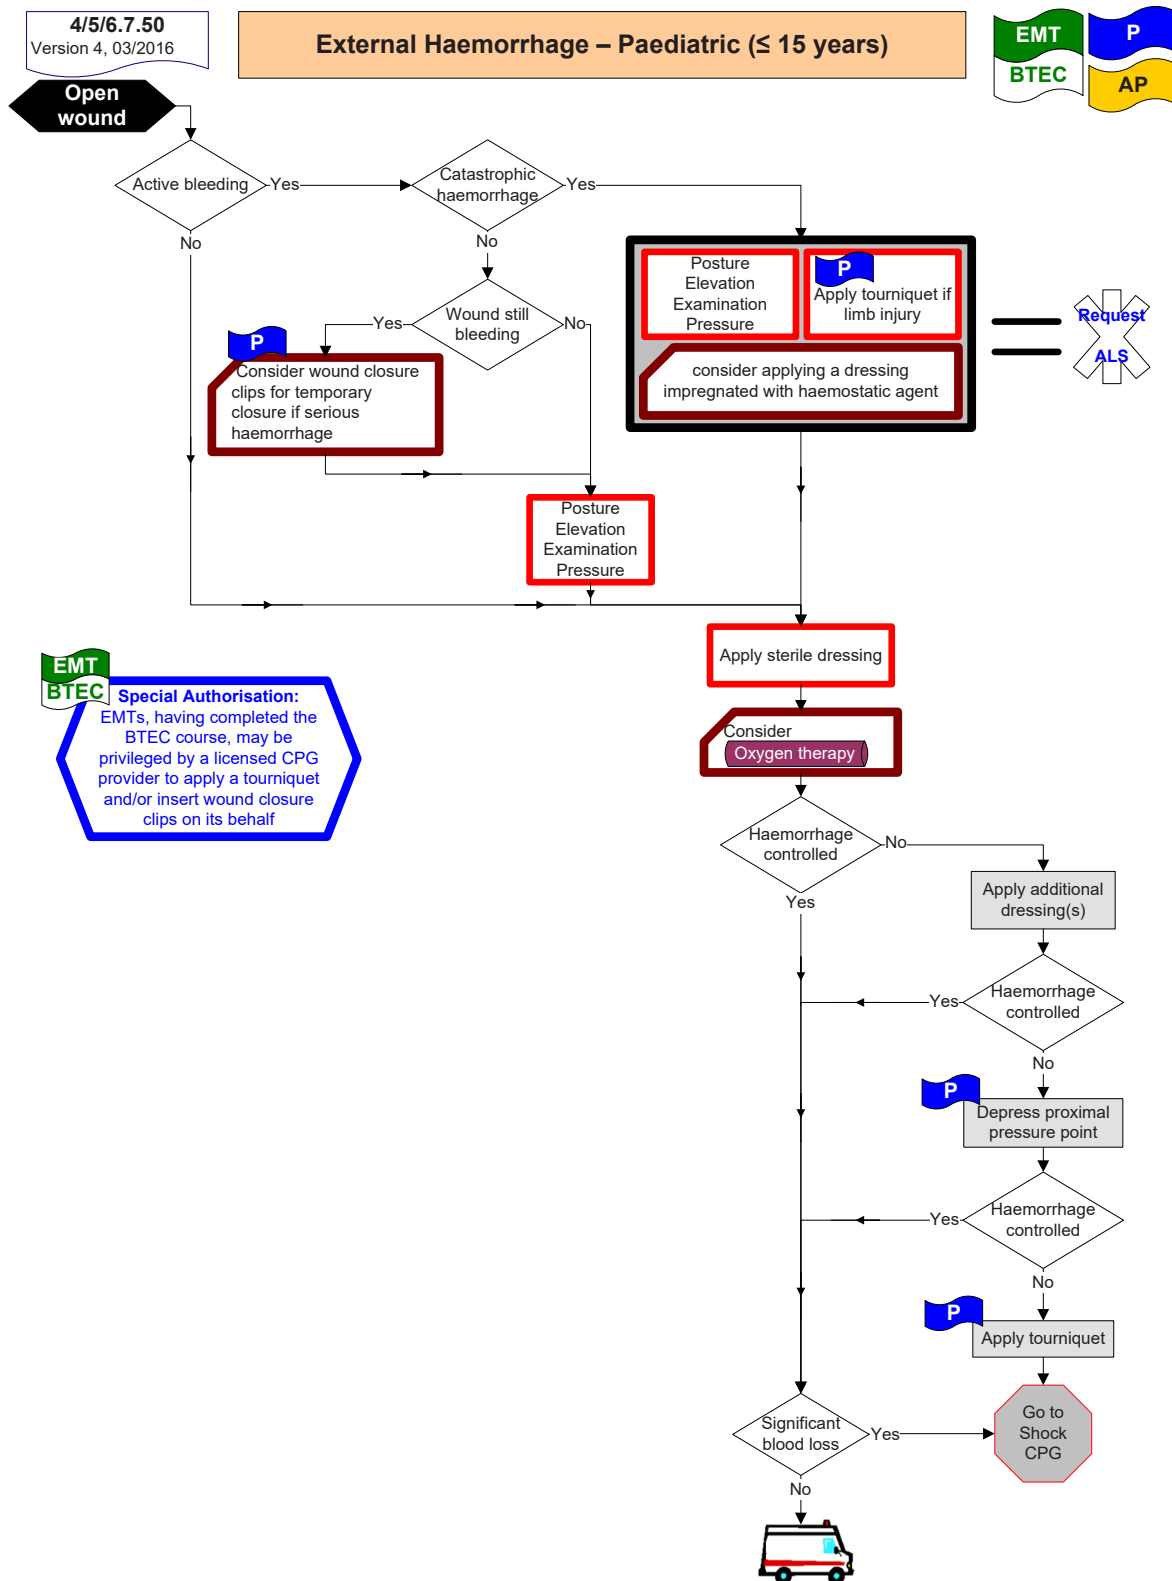 4/5/6.7.50
Version 4, 03/2016
External Haemorrhage – Paediatric (≤ 15 years)
EMT
BTEC
P
AP
Open
wound
Active bleeding
Yes
No
Catastrophic
haemorrhage
Yes
No
Posture
Elevation
Examination
Pressure
P
Apply tourniquet if
limb injury
consider applying a dressing
impregnated with haemostatic agent
Request
ALS
Wound still
bleeding
Yes
No
P
Consider wound closure
clips for temporary
closure if serious
haemorrhage
Posture
Elevation
Examination
Pressure
Apply sterile dressing
EMT
BTEC
Special Authorisation:
EMTs, having completed the
BTEC course, may be
privileged by a licensed CPG
provider to apply a tourniquet
and/or insert wound closure
clips on its behalf
Consider
Oxygen therapy
Haemorrhage
controlled
No
Yes
Apply additional
dressing(s)
Haemorrhage
controlled
Yes
No
P
Depress proximal
pressure point
Haemorrhage
controlled
Yes
No
P
Apply tourniquet
Significant
blood loss
Yes
No
Go to
Shock
CPG